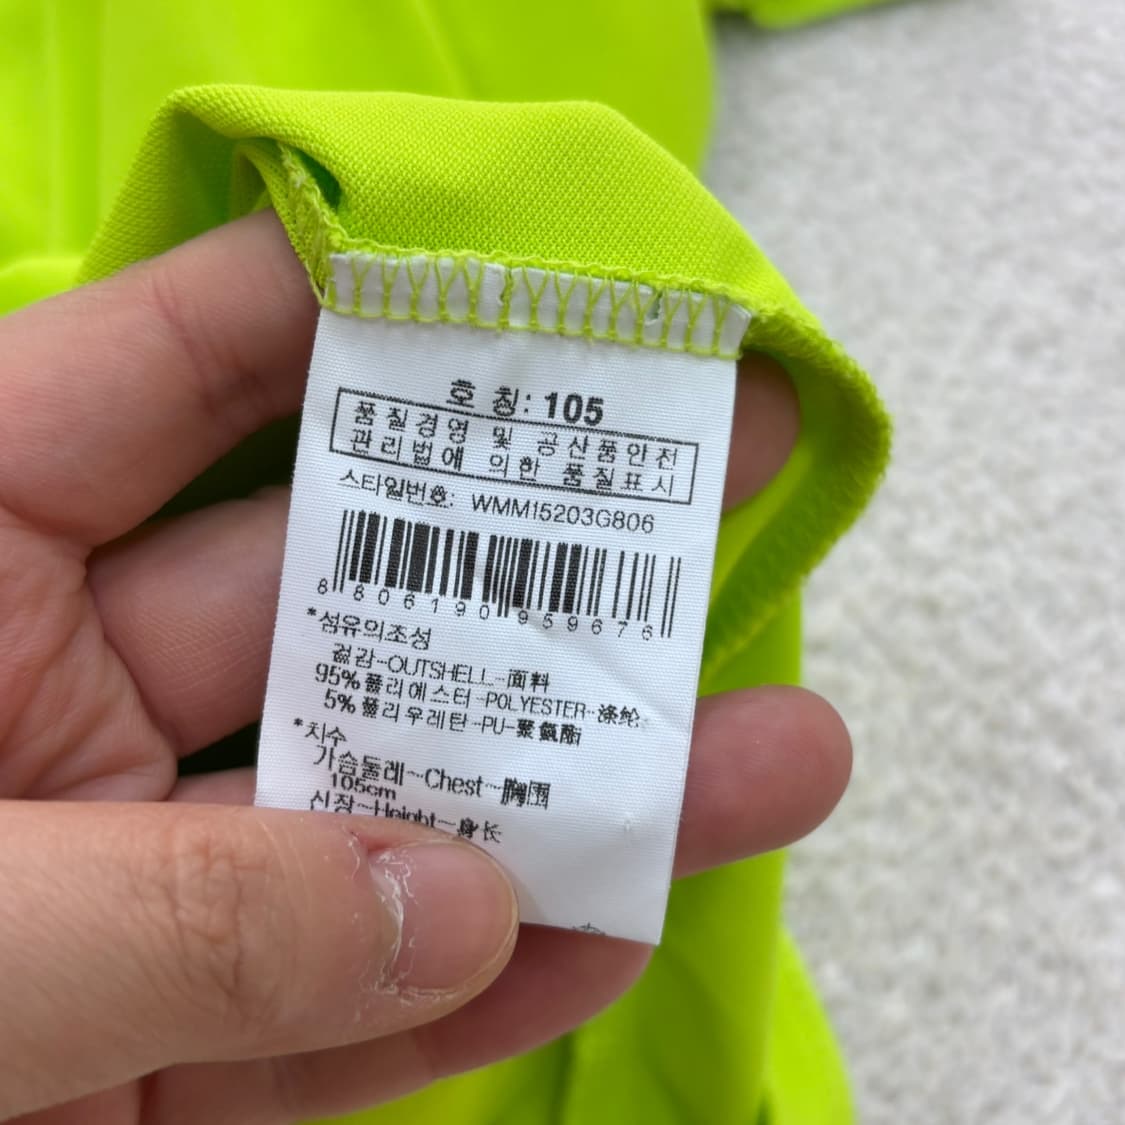 호 칭: 105
품질경영 및 공산품안전
관리법에 의한 품질표시
스타일번호: WMMI5203G806
8 806190 959676
*섬유의조성
겉감-OUTSHELL-面料
95% 폴리에스터-POLYESTER-涤纶
5% 폴리우레탄-PU-聚氨酯
*치수
가슴둘레-Chest-胸围
105cm
신장-Height-身长